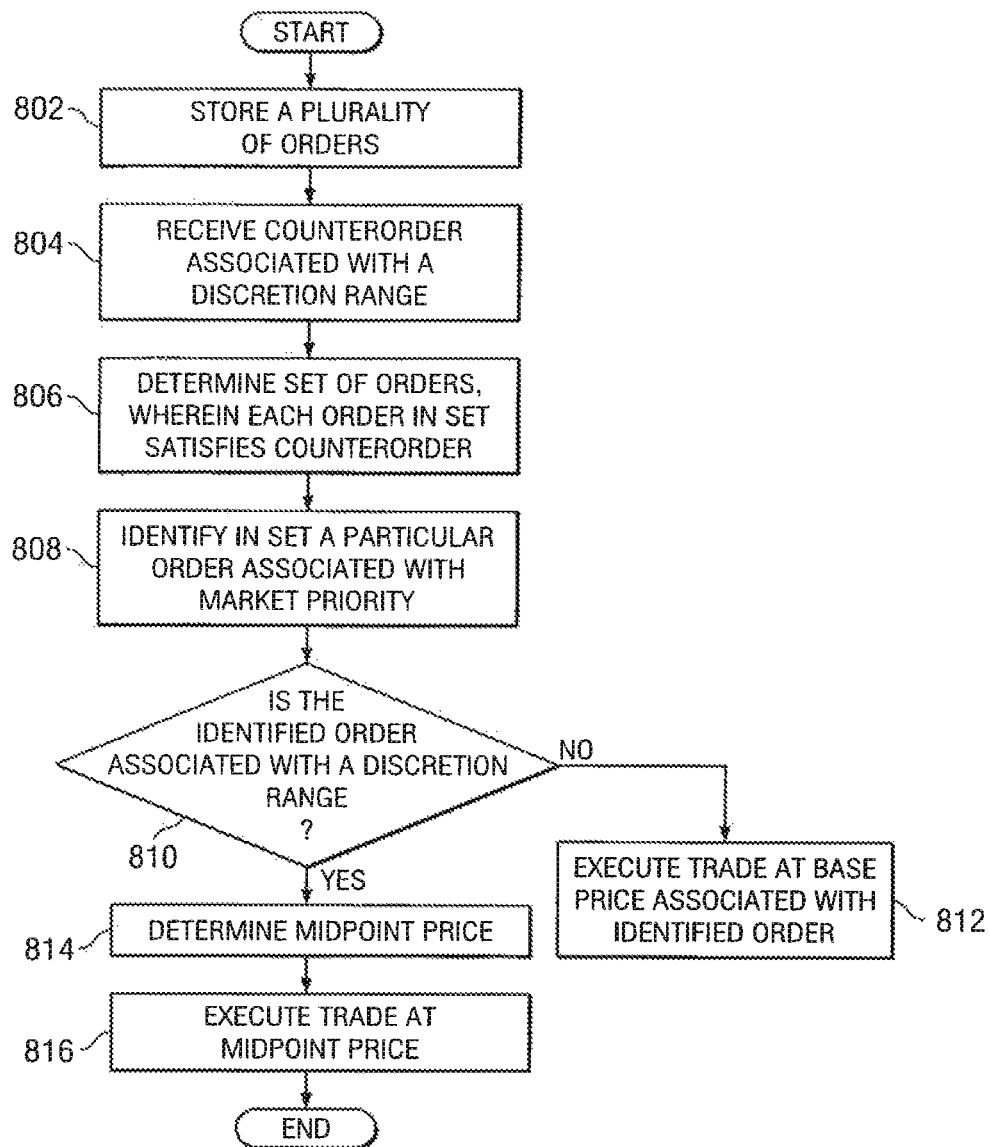 START
802
STORE A PLURALITY
OF ORDERS
804
RECEIVE COUNTERORDER
ASSOCIATED WITH A
DISCRETION RANGE
806
DETERMINE SET OF ORDERS,
WHEREIN EACH ORDER IN SET
SATISFIES COUNTERORDER
808
IDENTIFY IN SET A PARTICULAR
ORDER ASSOCIATED WITH
MARKET PRIORITY
IS THE
IDENTIFIED ORDER
ASSOCIATED WITH A DISCRETION
RANGE
?
810
NO
YES
EXECUTE TRADE AT BASE
PRICE ASSOCIATED WITH
IDENTIFIED ORDER
812
814
DETERMINE MIDPOINT PRICE
816
EXECUTE TRADE AT
MIDPOINT PRICE
END